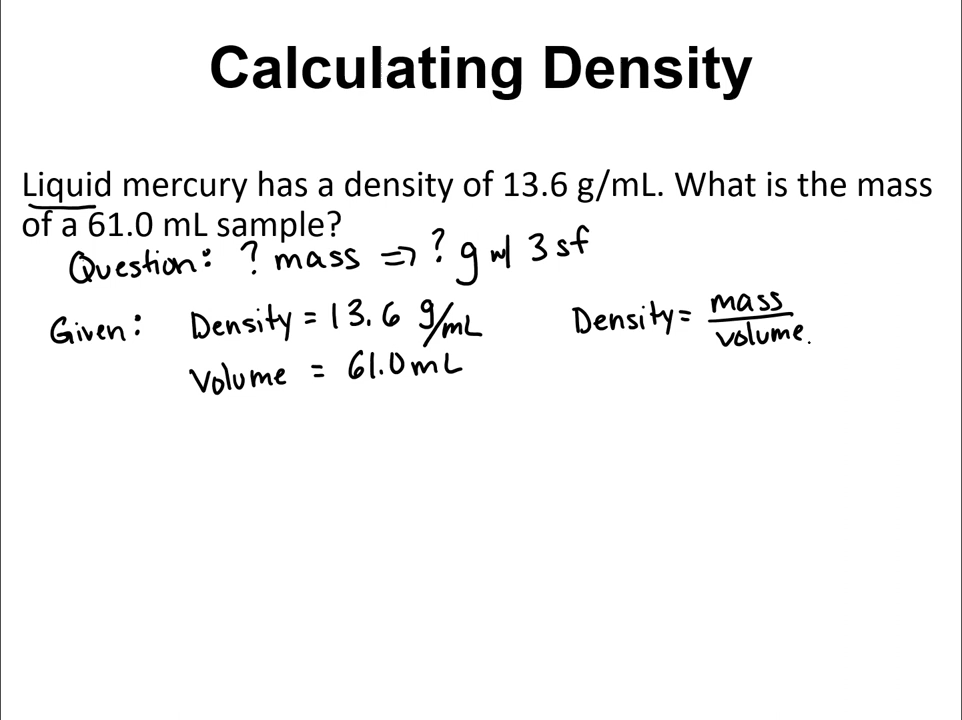 Calculating Density
Liquid mercury has a density of 13.6 g/mL. What is the mass
of a 61.0 mL sample?
Question: ? mass => ? g w/ 3 sf
Given: Density = 13.6 g/mL
Density = mass/volume.
Volume = 61.0 mL